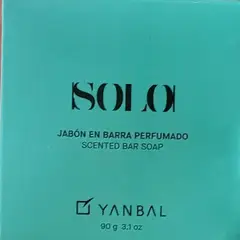 SOLO
JABÓN EN BARRA PERFUMADO
SCENTED BAR SOAP
YANBAL
90 g 3.1 oz